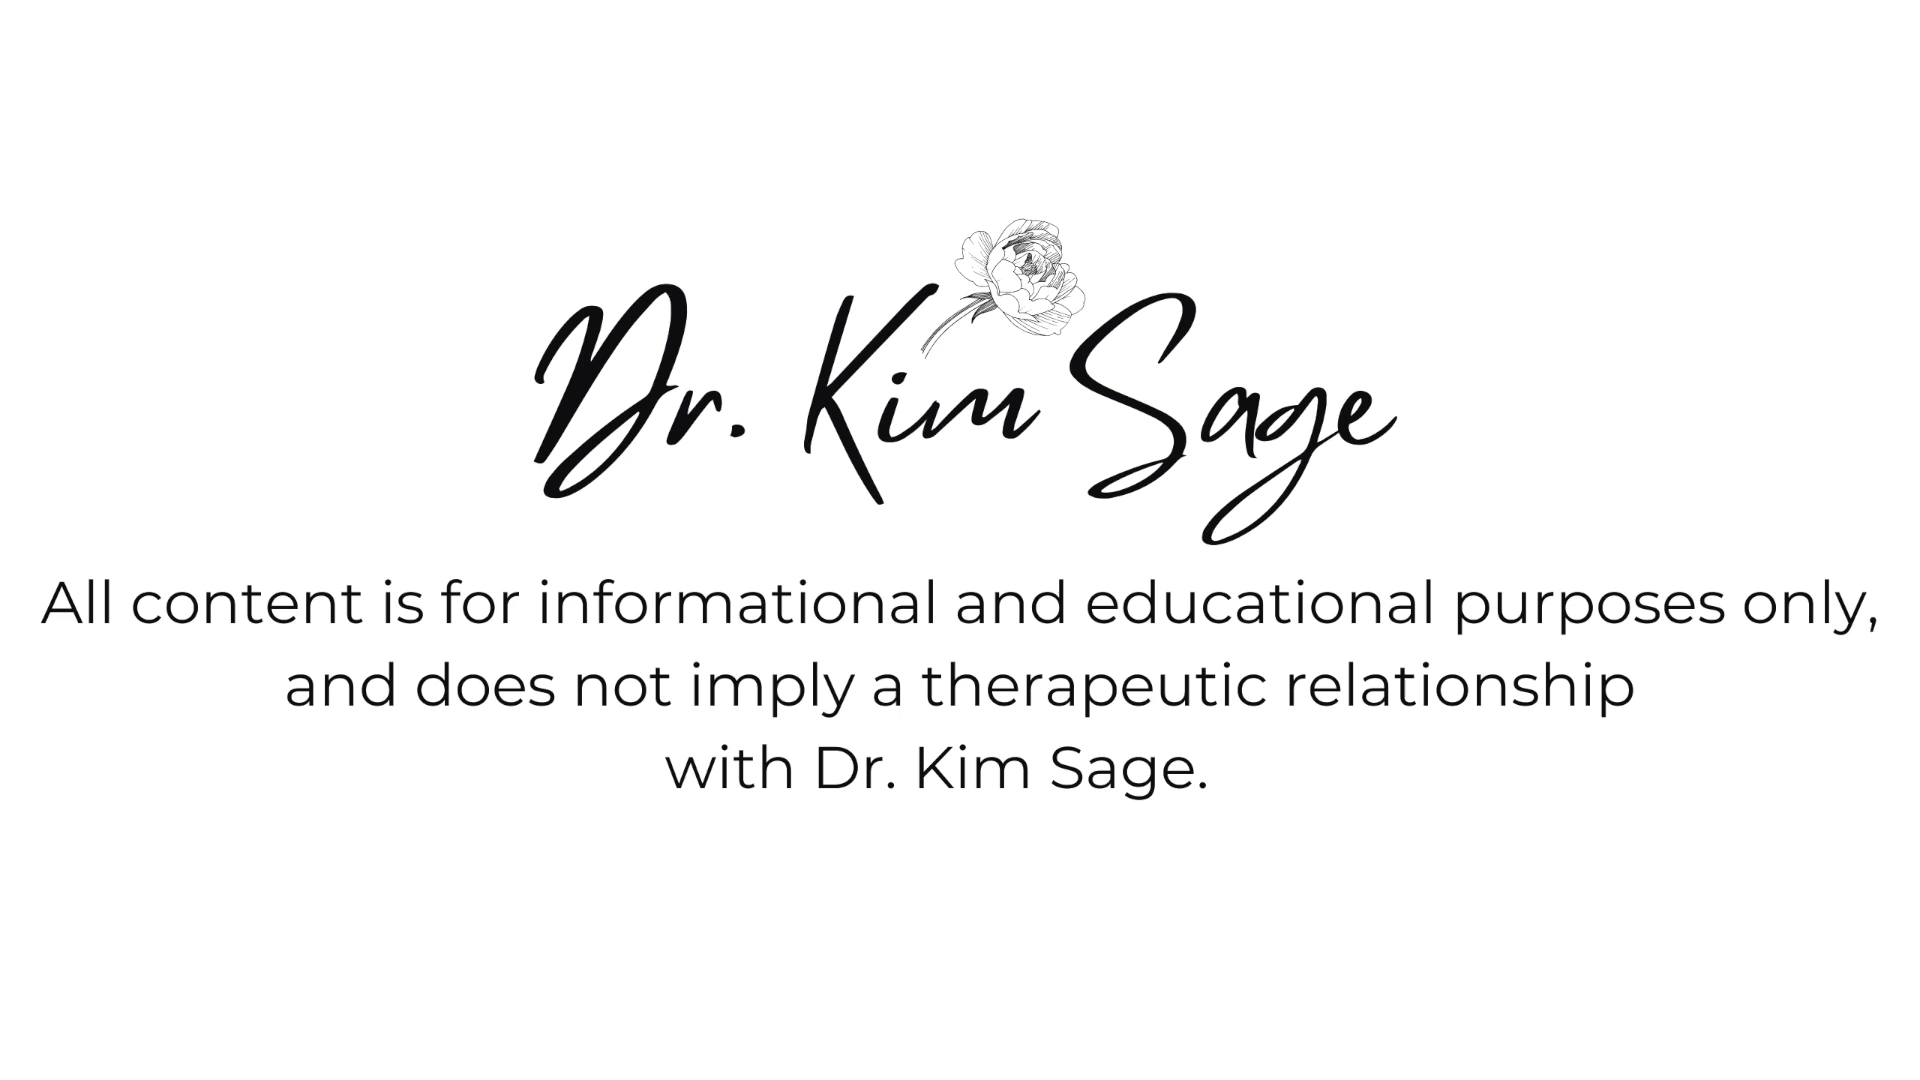 Dr. Kim Sage
All content is for informational and educational purposes only,
and does not imply a therapeutic relationship
with Dr. Kim Sage.